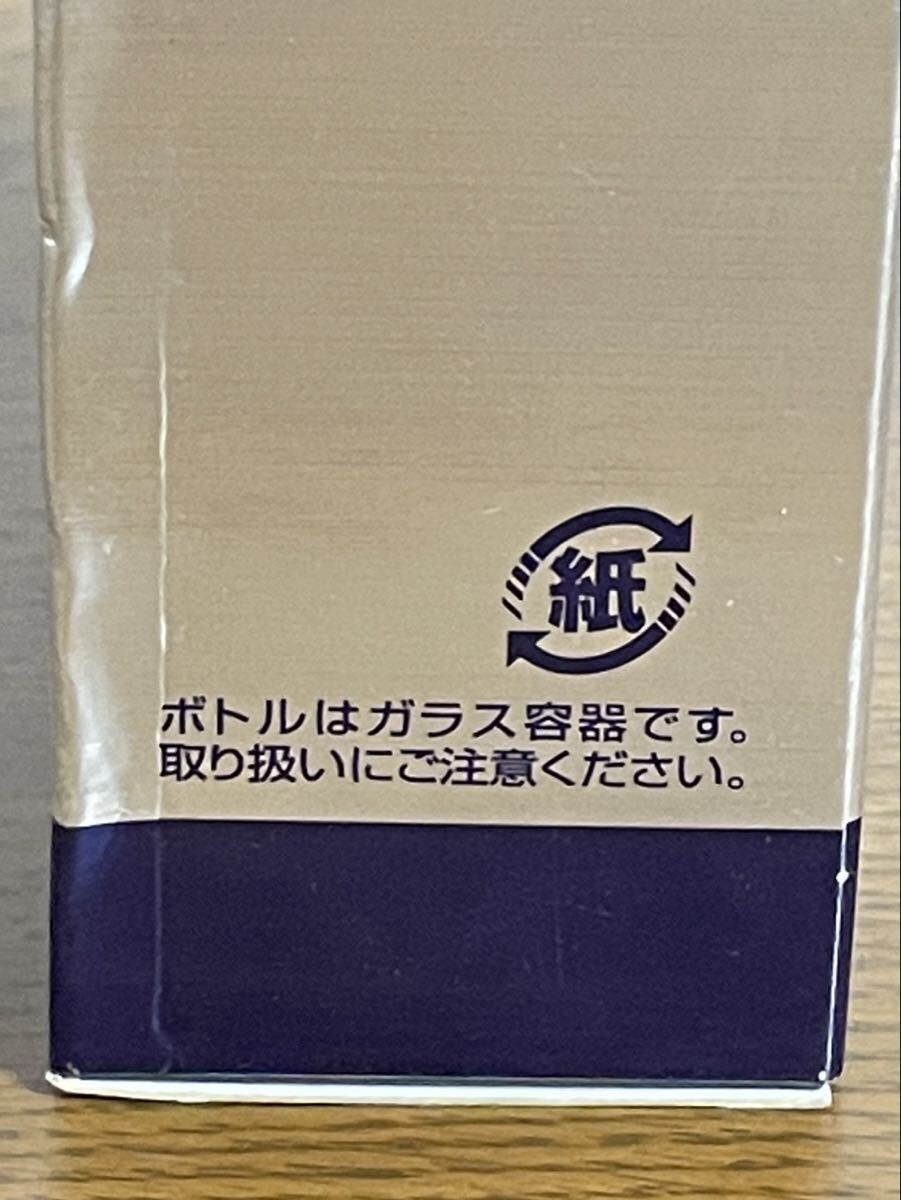 紙
ボトルはガラス容器です。
取り扱いにご注意ください。